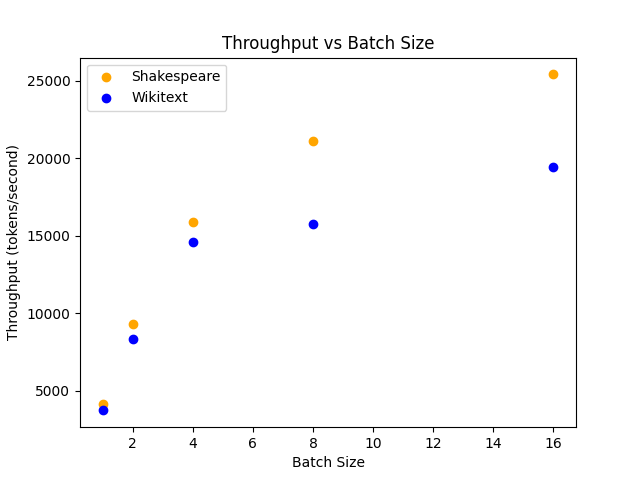 Throughput vs Batch Size
Shakespeare
Wikitext
Throughput (tokens/second)
25000
20000
15000
10000
5000
2 4 6 8 10 12 14 16
Batch Size